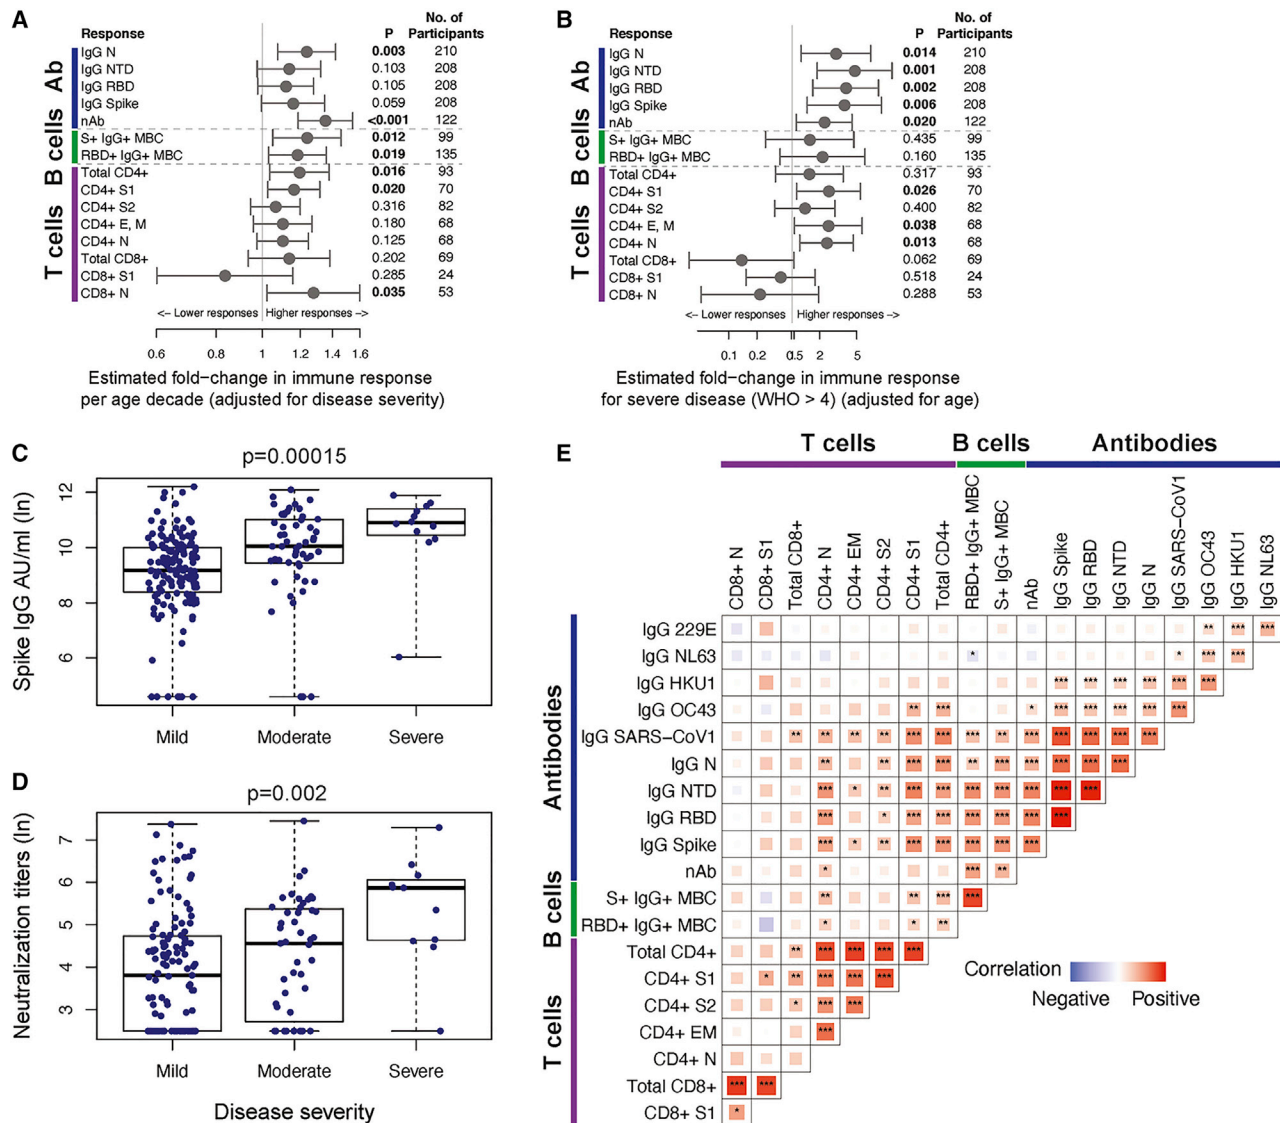 A
Response
P
No. of
Participants
Ab
B cells
T cells
IgG N 0.003 210
IgG NTD 0.103 208
IgG RBD 0.105 208
IgG Spike 0.059 208
nAb <0.001 122
S+ IgG+ MBC 0.012 99
RBD+ IgG+ MBC 0.019 135
Total CD4+ 0.016 93
CD4+ S1 0.020 70
CD4+ S2 0.316 82
CD4+ E, M 0.180 68
CD4+ N 0.125 68
Total CD8+ 0.202 69
CD8+ S1 0.285 24
CD8+ N 0.035 53
<– Lower responses Higher responses –>
0.6 0.8 1 1.2 1.4 1.6
Estimated fold−change in immune response
per age decade (adjusted for disease severity)
B
Response
P
No. of
Participants
Ab
B cells
T cells
IgG N 0.014 210
IgG NTD 0.001 208
IgG RBD 0.002 208
IgG Spike 0.006 208
nAb 0.020 122
S+ IgG+ MBC 0.435 99
RBD+ IgG+ MBC 0.160 135
Total CD4+ 0.317 93
CD4+ S1 0.026 70
CD4+ S2 0.400 82
CD4+ E, M 0.038 68
CD4+ N 0.013 68
Total CD8+ 0.062 69
CD8+ S1 0.518 24
CD8+ N 0.288 53
<– Lower responses Higher responses –>
0.1 0.2 0.5 2 5
Estimated fold−change in immune response
for severe disease (WHO > 4) (adjusted for age)
C
p=0.00015
Spike IgG AU/ml (ln)
12
10
8
6
Mild Moderate Severe
D
p=0.002
Neutralization titers (ln)
7
6
5
4
3
Mild Moderate Severe
Disease severity
E
T cells B cells Antibodies
CD8+ N
CD8+ S1
Total CD8+
CD4+ N
CD4+ EM
CD4+ S2
CD4+ S1
Total CD4+
RBD+ IgG+ MBC
S+ IgG+ MBC
nAb
IgG Spike
IgG RBD
IgG NTD
IgG N
IgG SARS−CoV1
IgG OC43
IgG HKU1
IgG NL63
Antibodies
B cells
T cells
IgG 229E ** *** ***
IgG NL63 * * *** ***
IgG HKU1 *** *** *** *** *** ***
IgG OC43 ** *** * *** *** *** *** ***
IgG SARS−CoV1 ** ** ** ** *** *** *** ** *** *** *** *** ***
IgG N ** ** *** *** ** *** *** *** *** ***
IgG NTD *** * ** *** *** *** *** *** *** ***
IgG RBD *** * *** *** *** *** *** ***
IgG Spike *** * ** *** *** *** *** ***
nAb * *** **
S+ IgG+ MBC ** ** *** ***
RBD+ IgG+ MBC * * **
Total CD4+ ** *** *** *** ***
CD4+ S1 * ** *** *** ***
CD4+ S2 * *** ***
CD4+ EM ***
CD4+ N
Total CD8+ *** ***
CD8+ S1 *
Correlation
Negative Positive